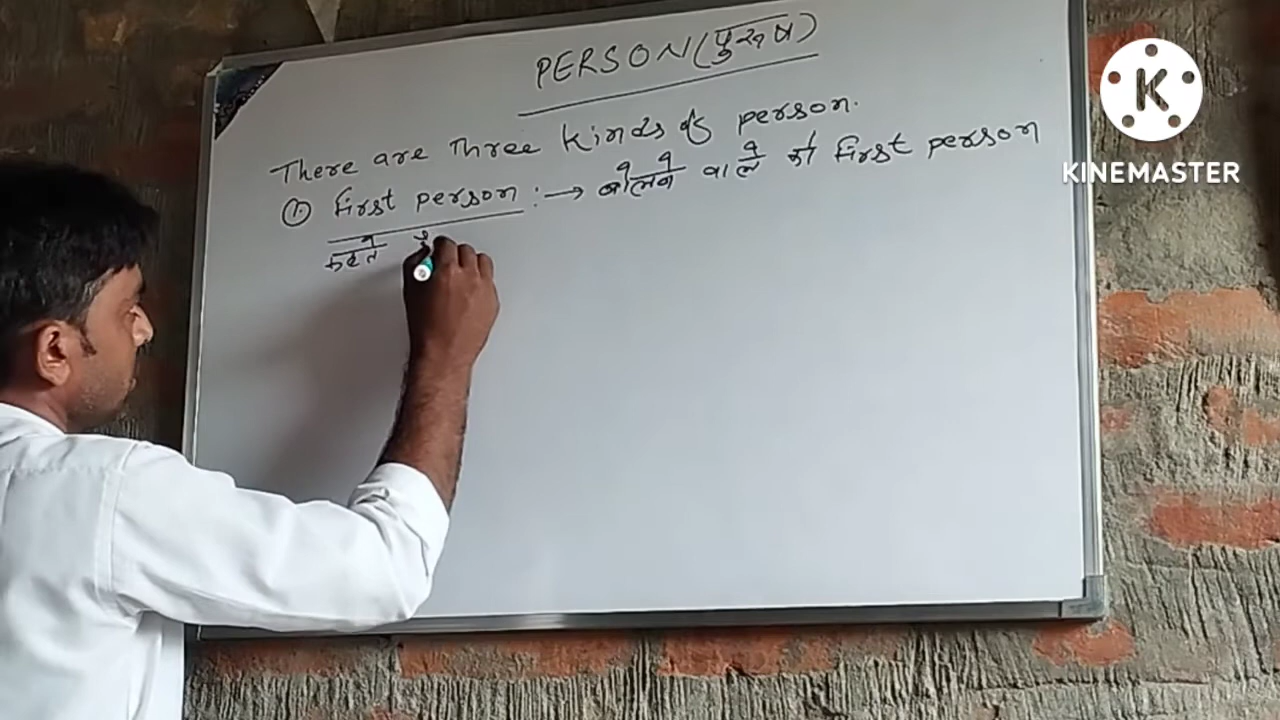 PERSON(पुरुष)
There are Three Kinds of person.
① First person :→ बोलने वाले को First person
कहते है
K
KINEMASTER